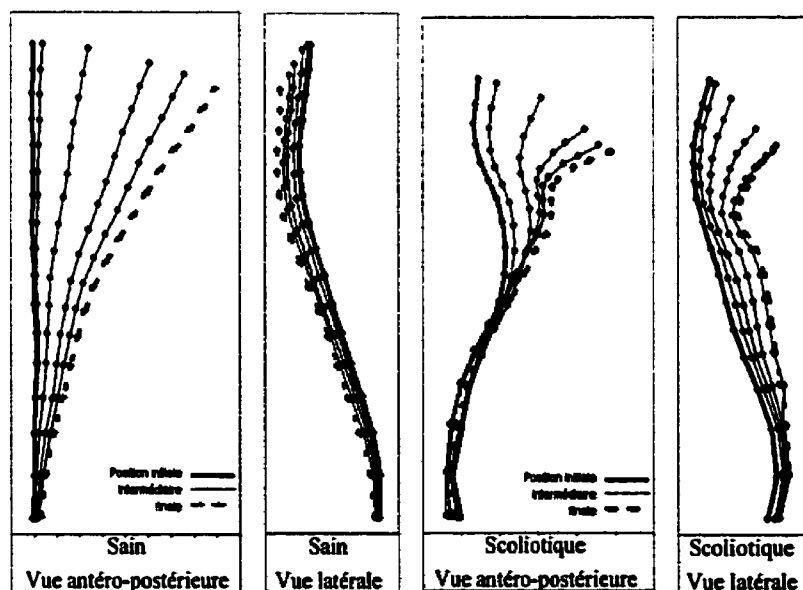 Position initiale
Intermédiaire
finale
Position initiale
Intermédiaire
finale
Sain
Vue antéro-postérieure
Sain
Vue latérale
Scoliotique
Vue antéro-postérieure
Scoliotique
Vue latérale